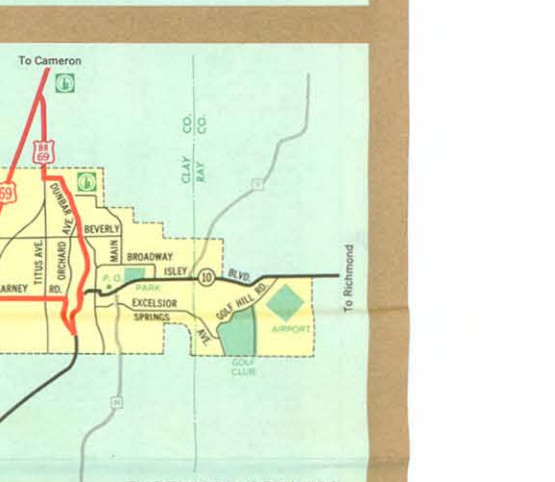 To Cameron
CLAY CO.
RAY CO.
BR
69
69
DUNBAR AVE.
BEVERLY
TITUS AVE.
ORCHARD
MAIN
BROADWAY
P.O.
PARK
ISLEY
10
BLVD.
To Richmond
ARNEY RD.
EXCELSIOR
SPRINGS
AVE.
GOLF HILL RD.
AIRPORT
GOLF
CLUB